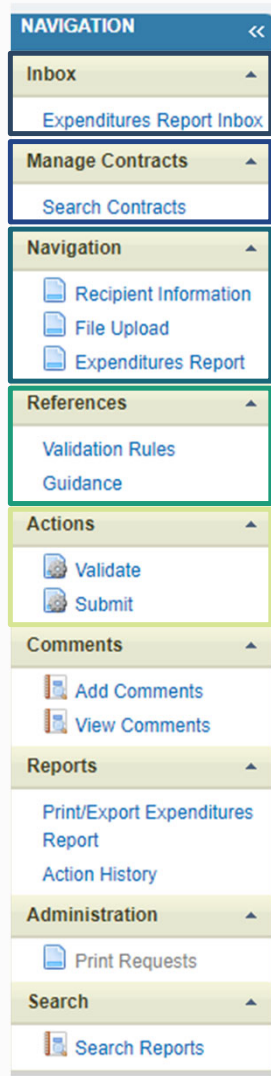 NAVIGATION «
Inbox
Expenditures Report Inbox
Manage Contracts
Search Contracts
Navigation
Recipient Information
File Upload
Expenditures Report
References
Validation Rules
Guidance
Actions
Validate
Submit
Comments
Add Comments
View Comments
Reports
Print/Export Expenditures
Report
Action History
Administration
Print Requests
Search
Search Reports